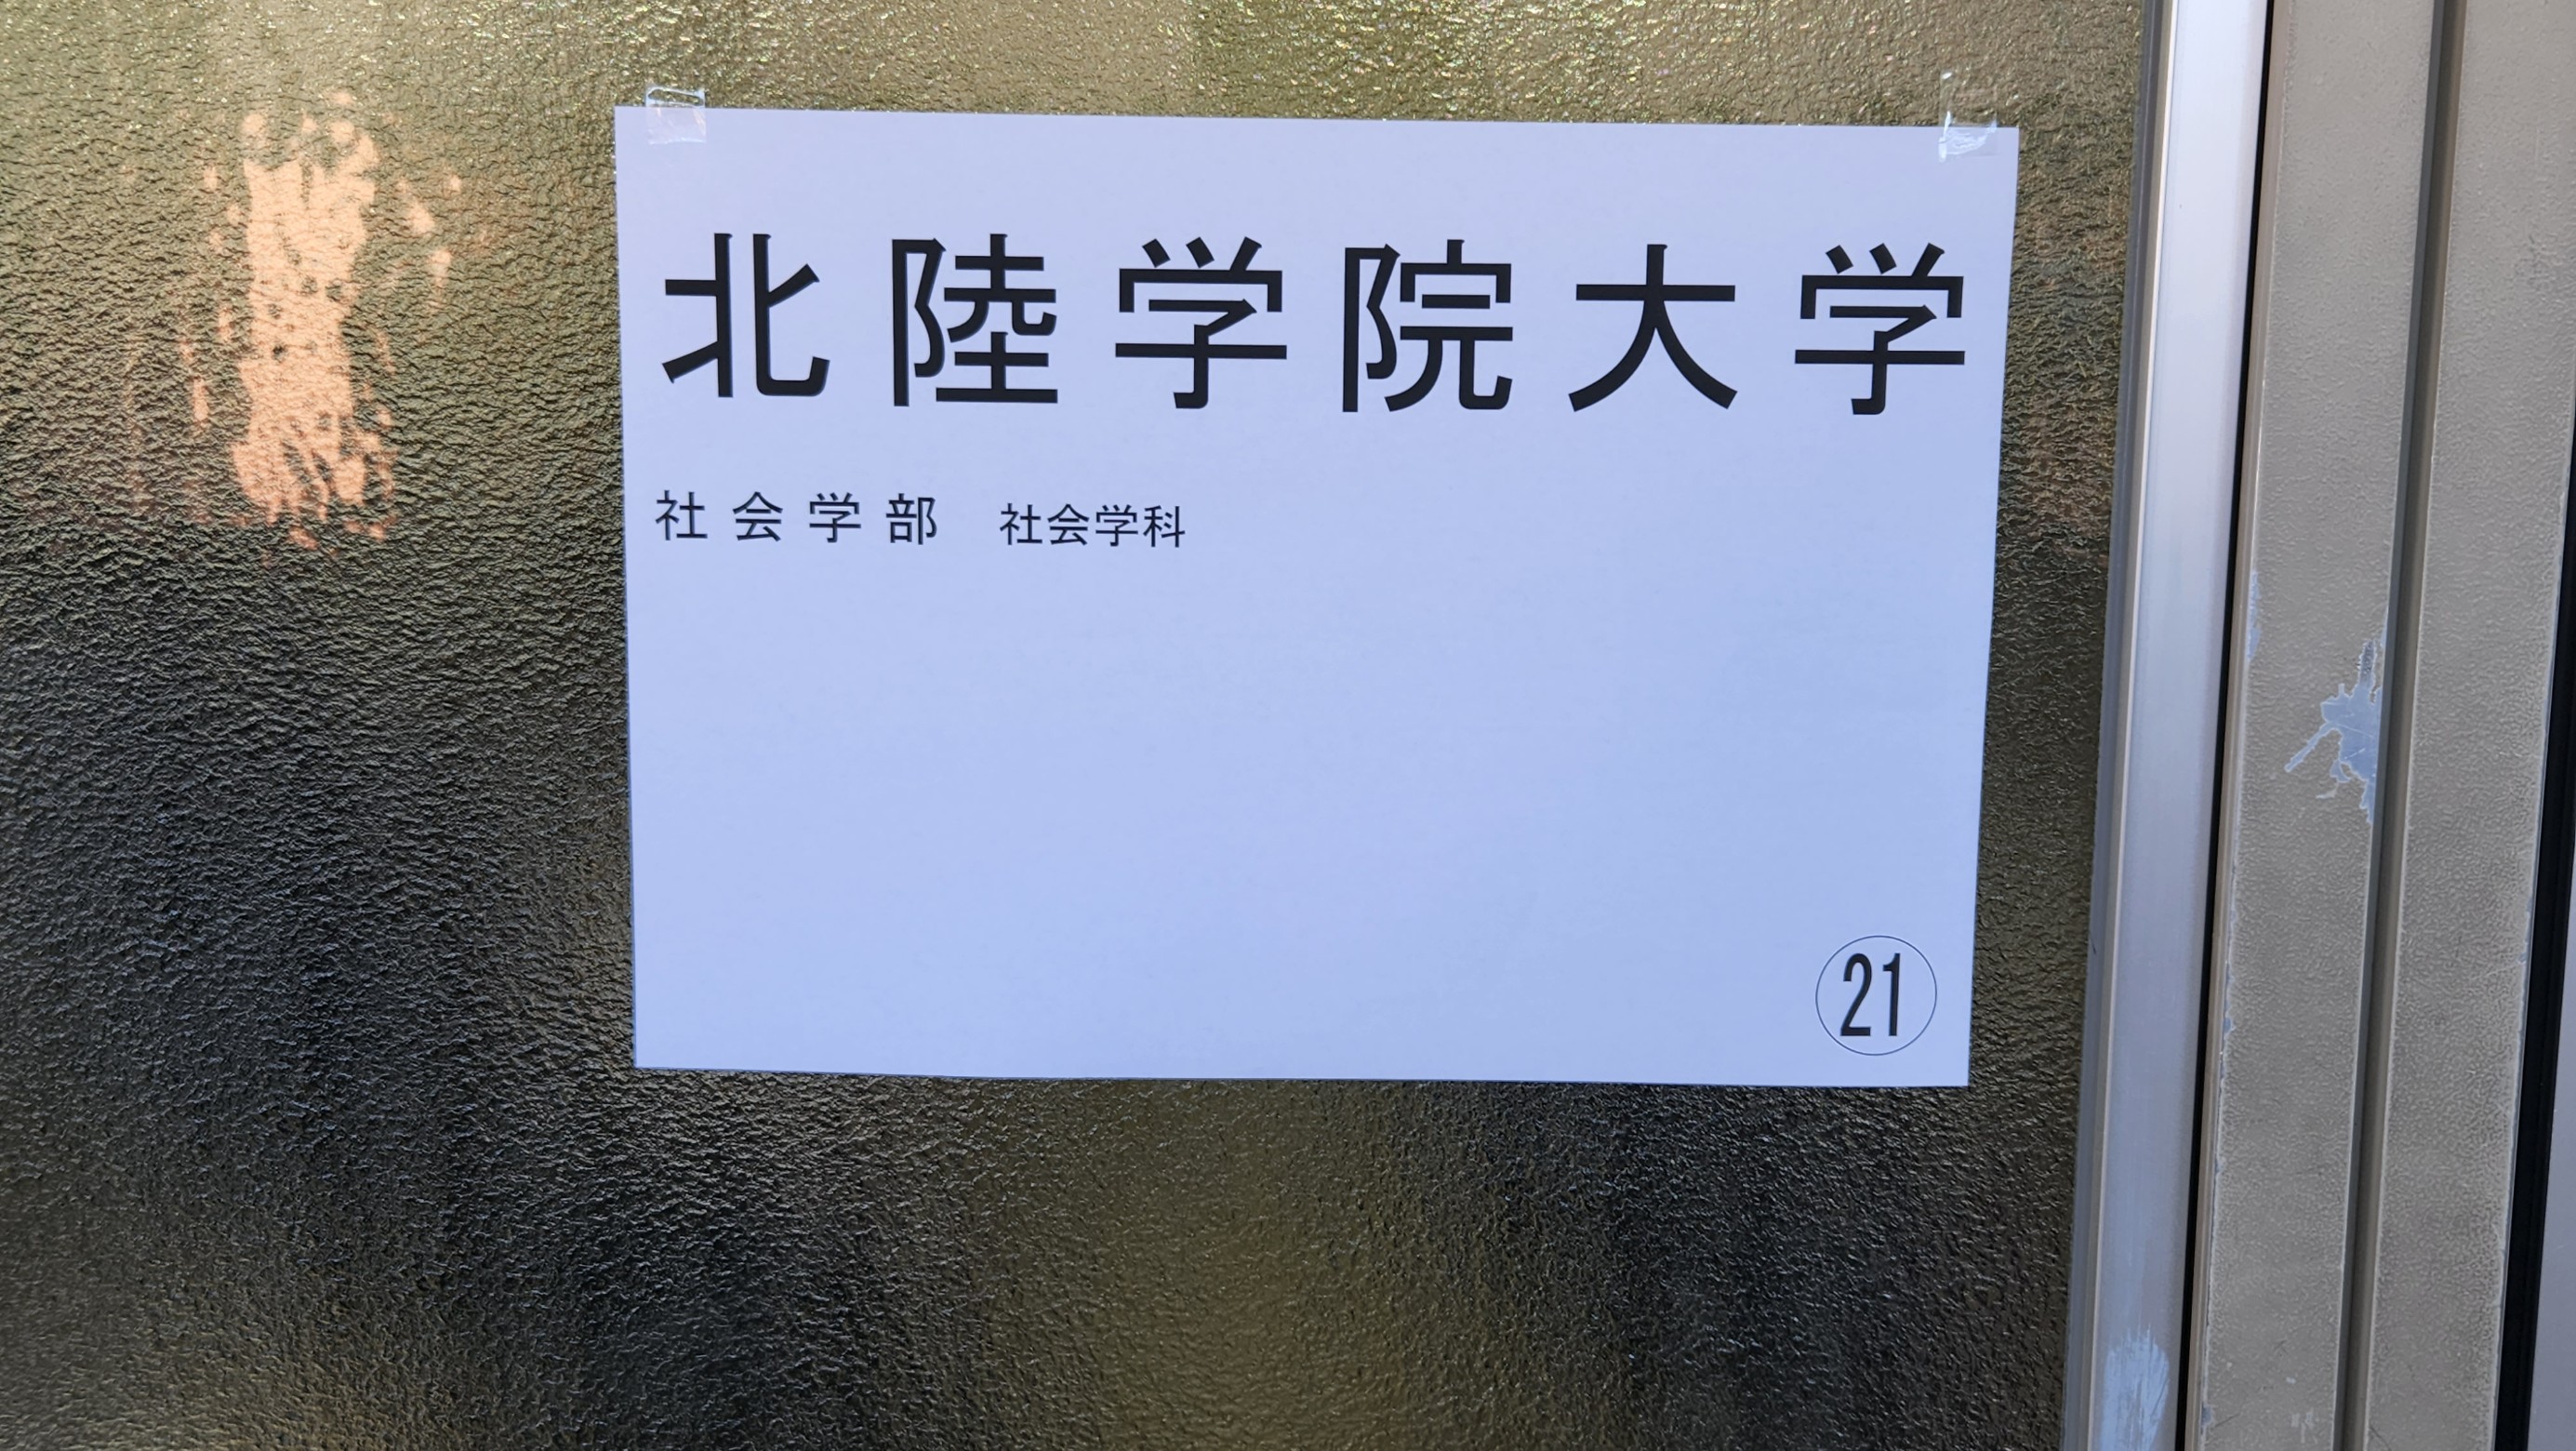 北陸学院大学
社会学部　社会学科
㉑